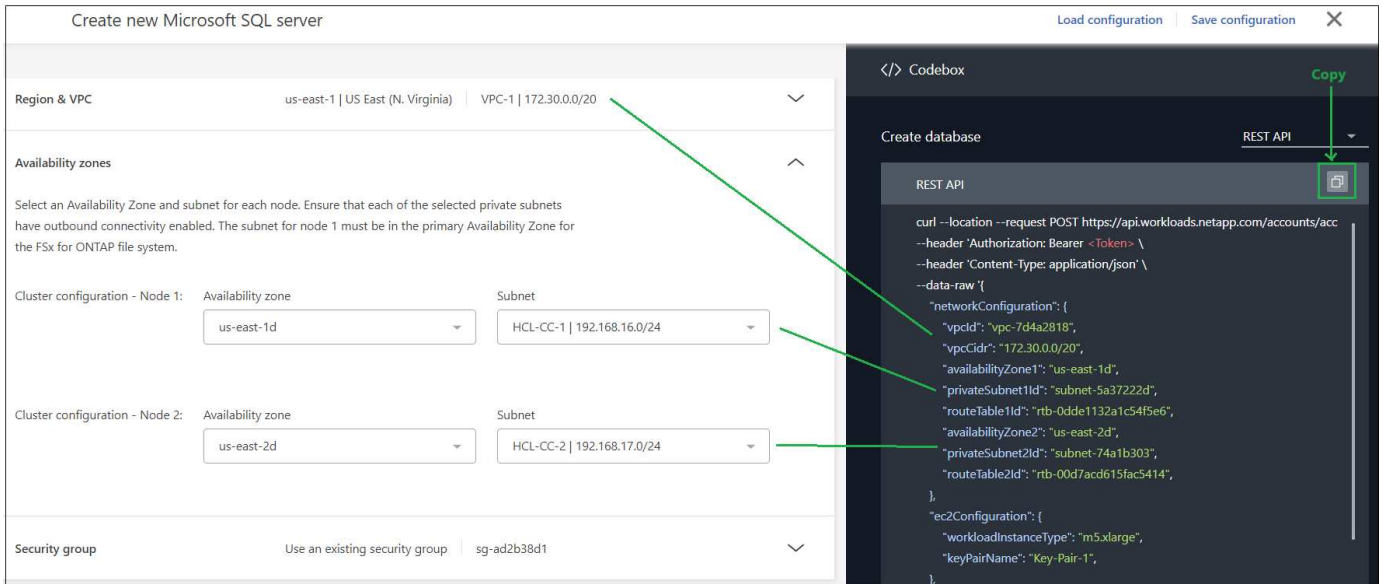 Create new Microsoft SQL server
Load configuration
Save configuration
Region & VPC
us-east-1 | US East (N. Virginia)
VPC-1 | 172.30.0.0/20
Availability zones
Select an Availability Zone and subnet for each node. Ensure that each of the selected private subnets
have outbound connectivity enabled. The subnet for node 1 must be in the primary Availability Zone for
the FSx for ONTAP file system.
Cluster configuration - Node 1:
Availability zone
Subnet
us-east-1d
HCL-CC-1 | 192.168.16.0/24
Cluster configuration - Node 2:
Availability zone
Subnet
us-east-2d
HCL-CC-2 | 192.168.17.0/24
Security group
Use an existing security group
sg-ad2b38d1
</> Codebox
Copy
Create database
REST API
REST API
curl --location --request POST https://api.workloads.netapp.com/accounts/acc
--header 'Authorization: Bearer <Token> \
--header 'Content-Type: application/json' \
--data-raw '{
"networkConfiguration": {
"vpcId": "vpc-7d4a2818",
"vpcCidr": "172.30.0.0/20",
"availabilityZone1": "us-east-1d",
"privateSubnet1Id": "subnet-5a37222d",
"routeTable1Id": "rtb-0dde1132a1c54f5e6",
"availabilityZone2": "us-east-2d",
"privateSubnet2Id": "subnet-74a1b303",
"routeTable2Id": "rtb-00d7acd615fac5414",
},
"ec2Configuration": {
"workloadInstanceType": "m5.xlarge",
"keyPairName": "Key-Pair-1",
},